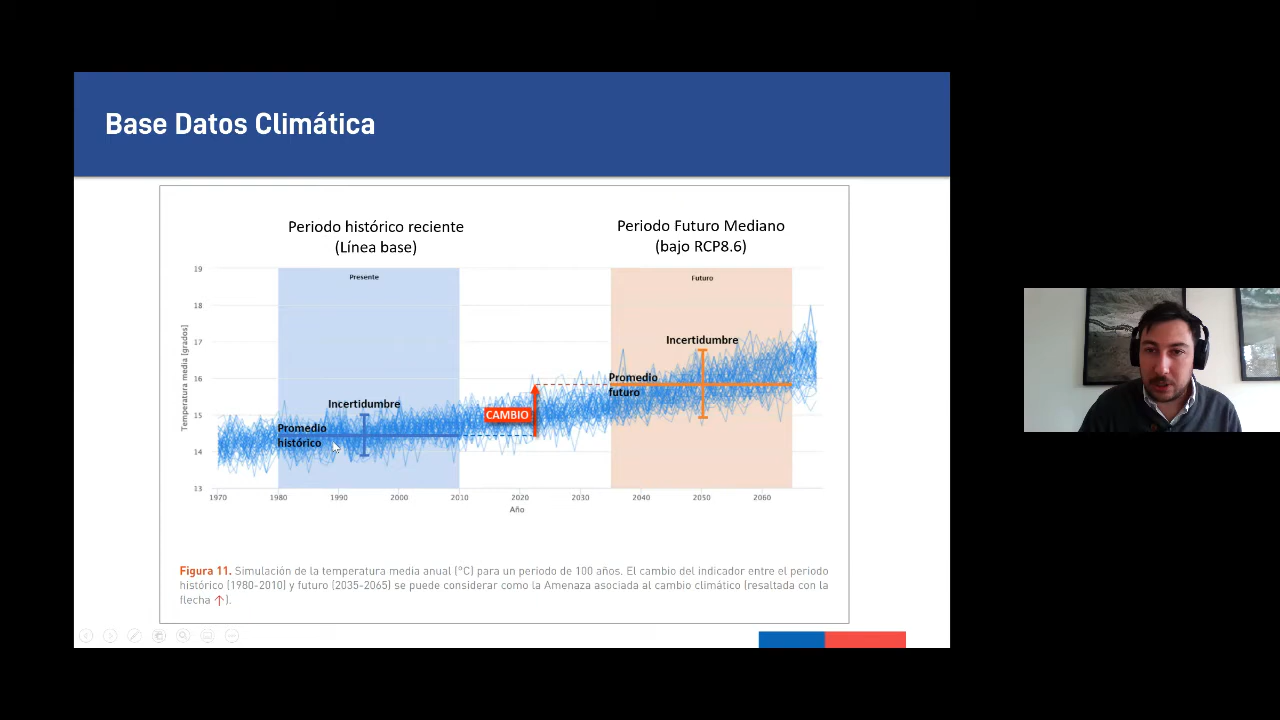 Base Datos Climática
Periodo histórico reciente
(Línea base)
Periodo Futuro Mediano
(bajo RCP8.6)
Presente
Futuro
19
18
17
16
15
14
13
Temperatura media [grados]
Incertidumbre
Promedio
histórico
CAMBIO
Incertidumbre
Promedio
futuro
1970
1980
1990
2000
2010
2020
2030
2040
2050
2060
Año
Figura 11. Simulación de la temperatura media anual (°C) para un periodo de 100 años. El cambio del indicador entre el periodo
histórico (1980-2010) y futuro (2035-2065) se puede considerar como la Amenaza asociada al cambio climático (resaltada con la
flecha ↑).